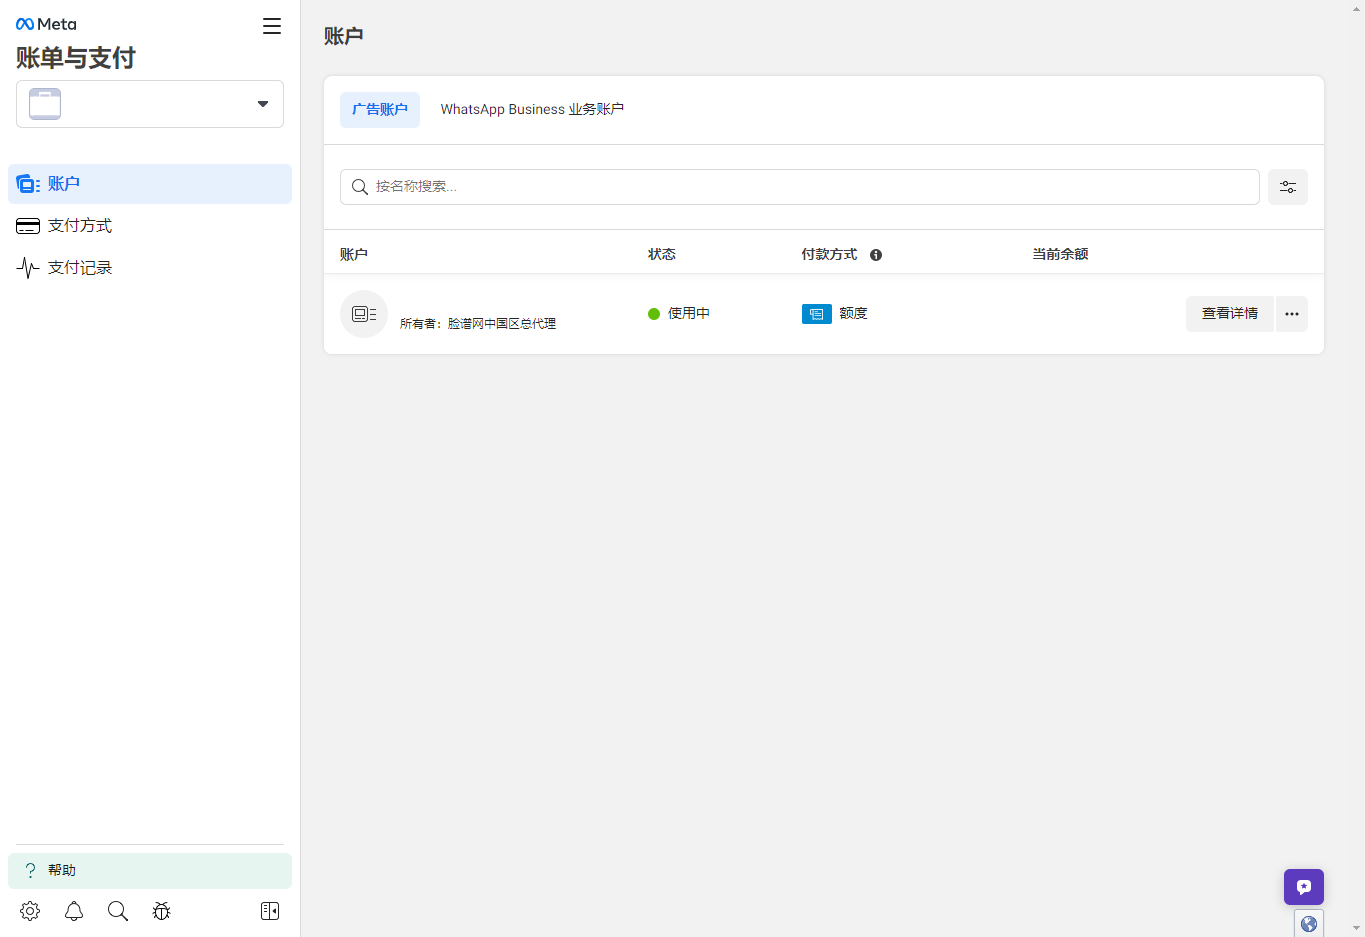 Meta
账单与支付
账户
支付方式
支付记录
帮助
账户
广告账户 WhatsApp Business 业务账户
按名称搜索...
账户 状态 付款方式 当前余额
所有者：脸谱网中国区总代理 使用中 额度 查看详情